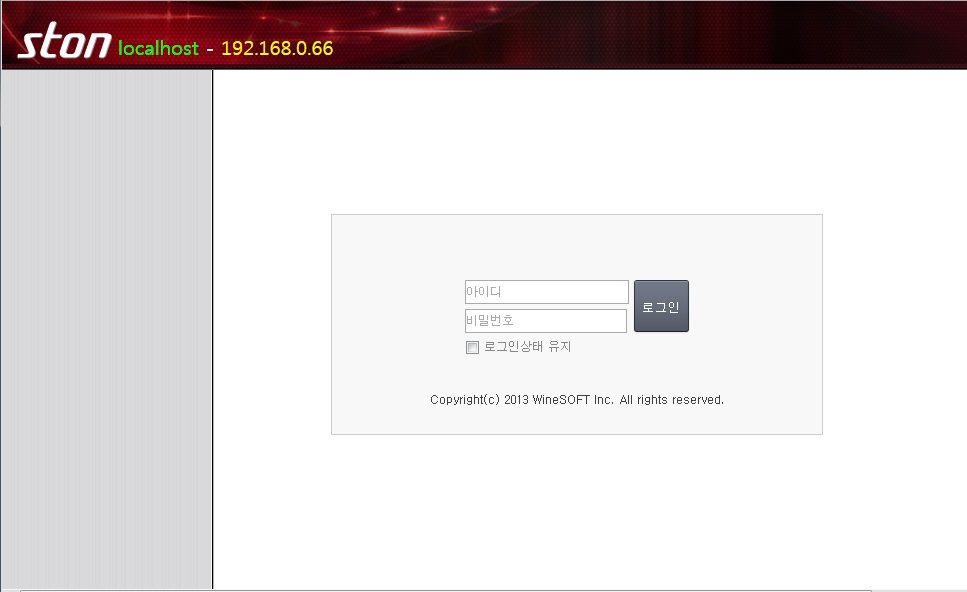 ston localhost - 192.168.0.66
아이디
비밀번호
로그인
로그인상태 유지
Copyright(c) 2013 WineSOFT Inc. All rights reserved.